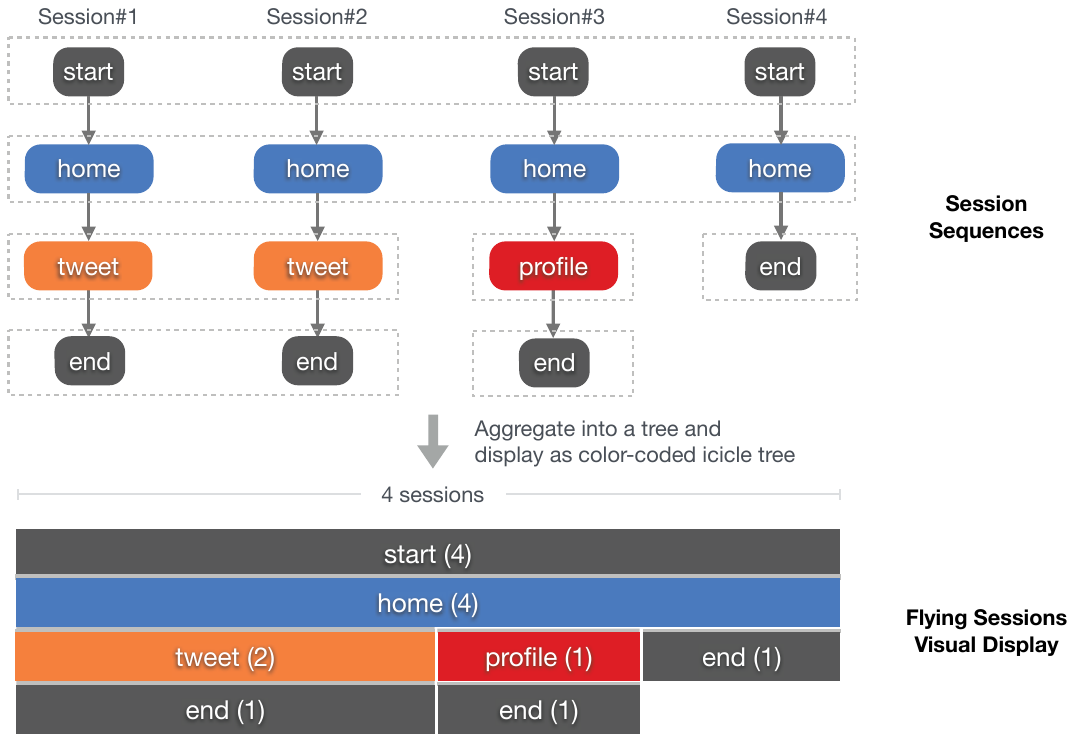 Session#1 Session#2 Session#3 Session#4
start start start start
home home home home
Session
Sequences
tweet tweet profile end
end end end
Aggregate into a tree and
display as color-coded icicle tree
4 sessions
start (4)
home (4)
Flying Sessions
Visual Display
tweet (2) profile (1) end (1)
end (1) end (1)